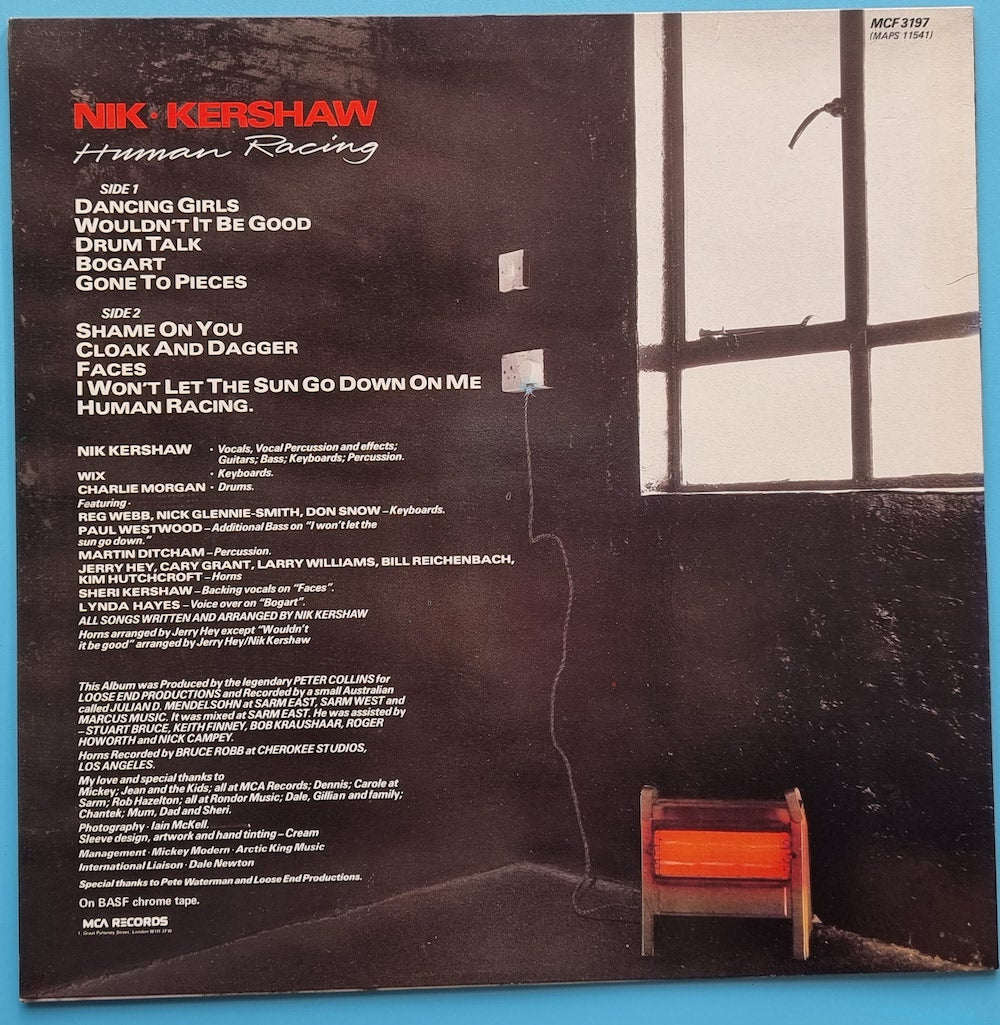 MCF 3197
(MAPS 11541)
NIK · KERSHAW
Human Racing
SIDE 1
DANCING GIRLS
WOULDN'T IT BE GOOD
DRUM TALK
BOGART
GONE TO PIECES
SIDE 2
SHAME ON YOU
CLOAK AND DAGGER
FACES
I WON'T LET THE SUN GO DOWN ON ME
HUMAN RACING.
NIK KERSHAW · Vocals, Vocal Percussion and effects;
Guitars; Bass; Keyboards; Percussion.
WIX · Keyboards.
CHARLIE MORGAN · Drums.
Featuring
REG WEBB, NICK GLENNIE-SMITH, DON SNOW – Keyboards.
PAUL WESTWOOD – Additional Bass on "I won't let the
sun go down."
MARTIN DITCHAM – Percussion.
JERRY HEY, CARY GRANT, LARRY WILLIAMS, BILL REICHENBACH,
KIM HUTCHCROFT – Horns
SHERI KERSHAW – Backing vocals on "Faces".
LYNDA HAYES – Voice over on "Bogart".
ALL SONGS WRITTEN AND ARRANGED BY NIK KERSHAW
Horns arranged by Jerry Hey except "Wouldn't
it be good" arranged by Jerry Hey/Nik Kershaw
This Album was Produced by the legendary PETER COLLINS for
LOOSE END PRODUCTIONS and Recorded by a small Australian
called JULIAN D. MENDELSOHN at SARM EAST, SARM WEST and
MARCUS MUSIC. It was mixed at SARM EAST. He was assisted by
– STUART BRUCE, KEITH FINNEY, BOB KRAUSHAAR, ROGER
HOWORTH and NICK CAMPEY.
Horns Recorded by BRUCE ROBB at CHEROKEE STUDIOS,
LOS ANGELES.
My love and special thanks to
Mickey; Jean and the Kids; all at MCA Records; Dennis; Carole at
Sarm; Rob Hazelton; all at Rondor Music; Dale, Gillian and family;
Chantek; Mum, Dad and Sheri.
Photography · Iain McKell.
Sleeve design, artwork and hand tinting – Cream
Management · Mickey Modern · Arctic King Music
International Liaison · Dale Newton
Special thanks to Pete Waterman and Loose End Productions.
On BASF chrome tape.
MCA RECORDS
1, Great Pulteney Street, London W1R 3FW